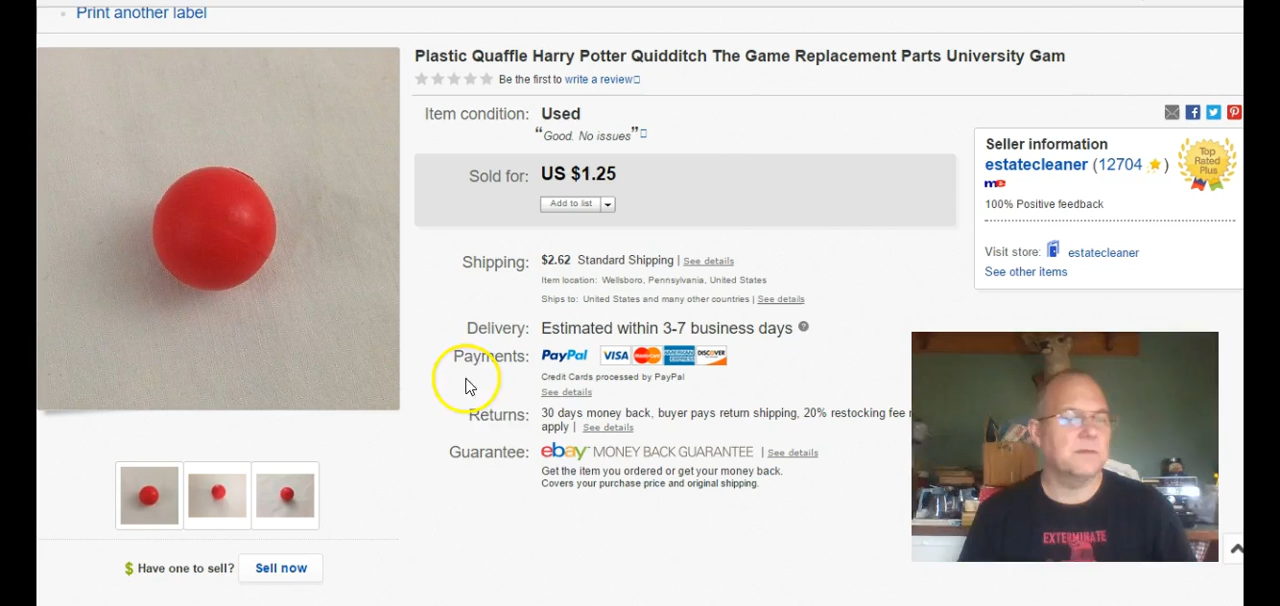 Print another label
Plastic Quaffle Harry Potter Quidditch The Game Replacement Parts University Gam
Be the first to write a review
Item condition: Used
“Good. No issues”
Sold for: US $1.25
Add to list
Shipping: $2.62 Standard Shipping | See details
Item location: Wellsboro, Pennsylvania, United States
Ships to: United States and many other countries | See details
Delivery: Estimated within 3-7 business days
Payments: PayPal VISA MasterCard AMERICAN EXPRESS DISCOVER
Credit Cards processed by PayPal
See details
Returns: 30 days money back, buyer pays return shipping, 20% restocking fee
apply | See details
Guarantee: ebay MONEY BACK GUARANTEE | See details
Get the item you ordered or get your money back.
Covers your purchase price and original shipping.
Have one to sell? Sell now
Seller information
estatecleaner (12704)
me
100% Positive feedback
Top Rated Plus
Visit store: estatecleaner
See other items
EXTERMINATE